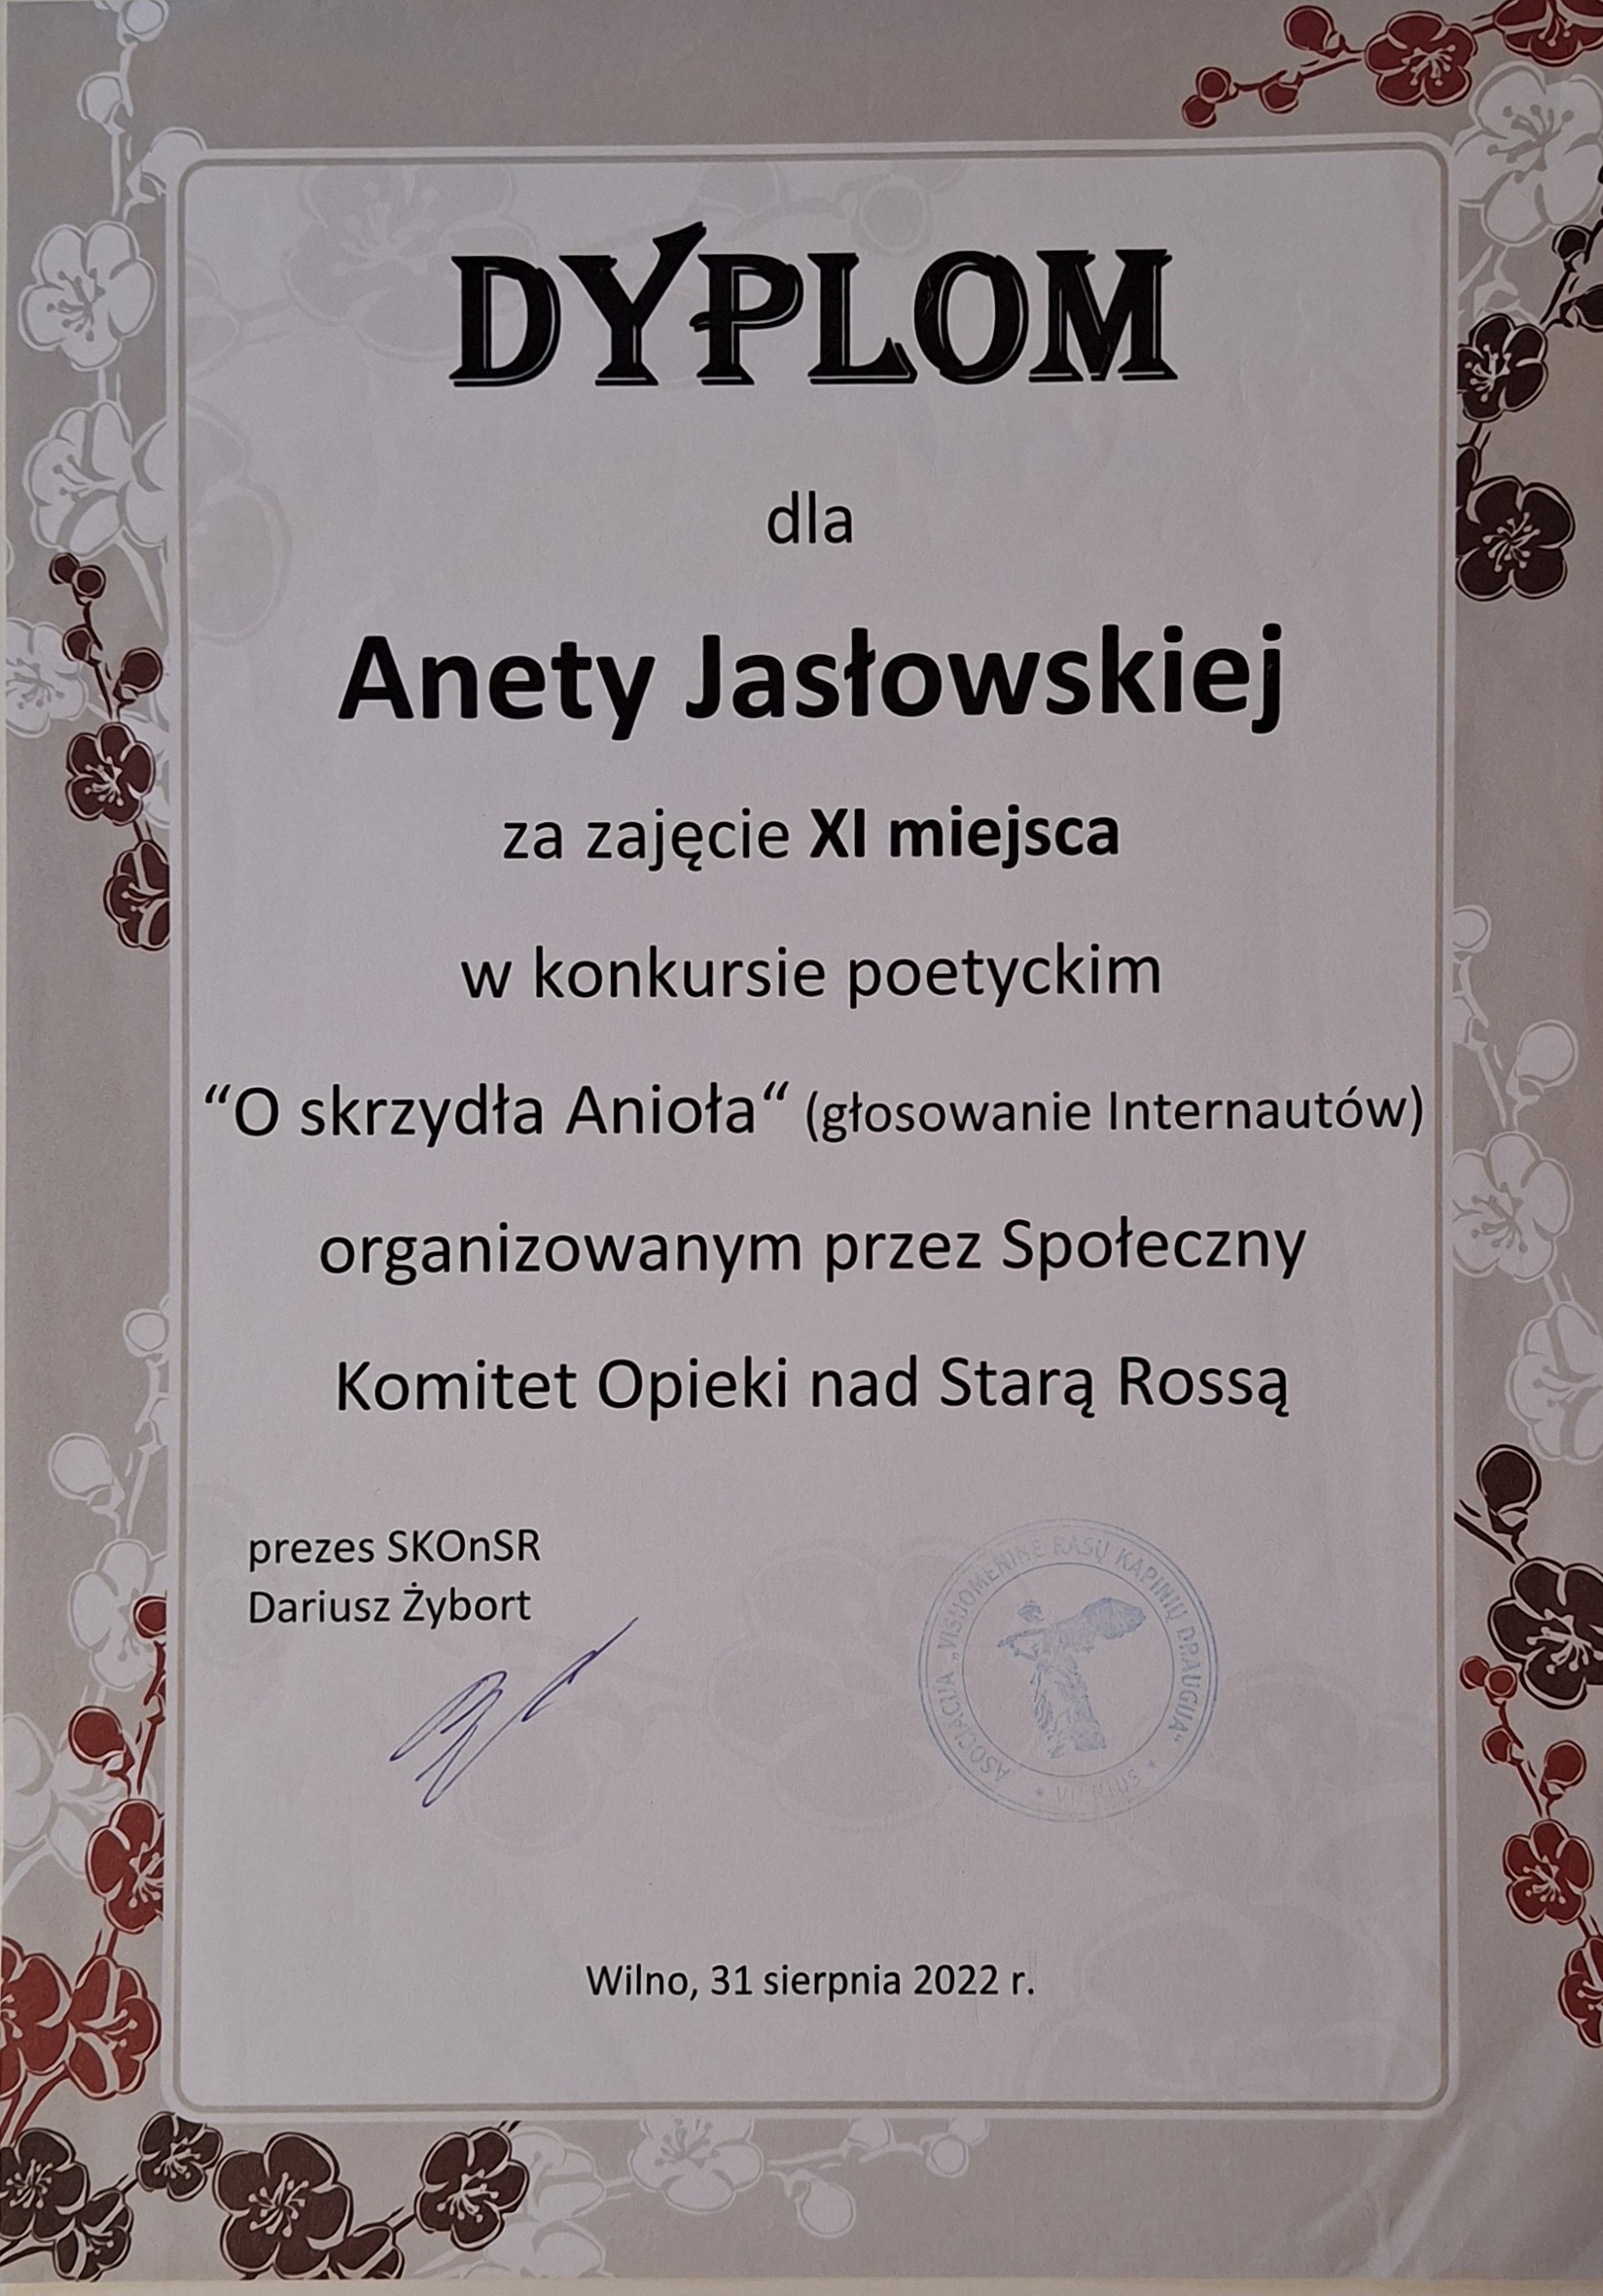 DYPLOM
dla
Anety Jasłowskiej
za zajęcie XI miejsca
w konkursie poetyckim
“O skrzydła Anioła“ (głosowanie Internautów)
organizowanym przez Społeczny
Komitet Opieki nad Starą Rossą
prezes SKOnSR
Dariusz Żybort
ASOCIACIJA „VISUOMENINĖ RASŲ KAPINIŲ DRAUGIJA“
* VILNIUS *
Wilno, 31 sierpnia 2022 r.